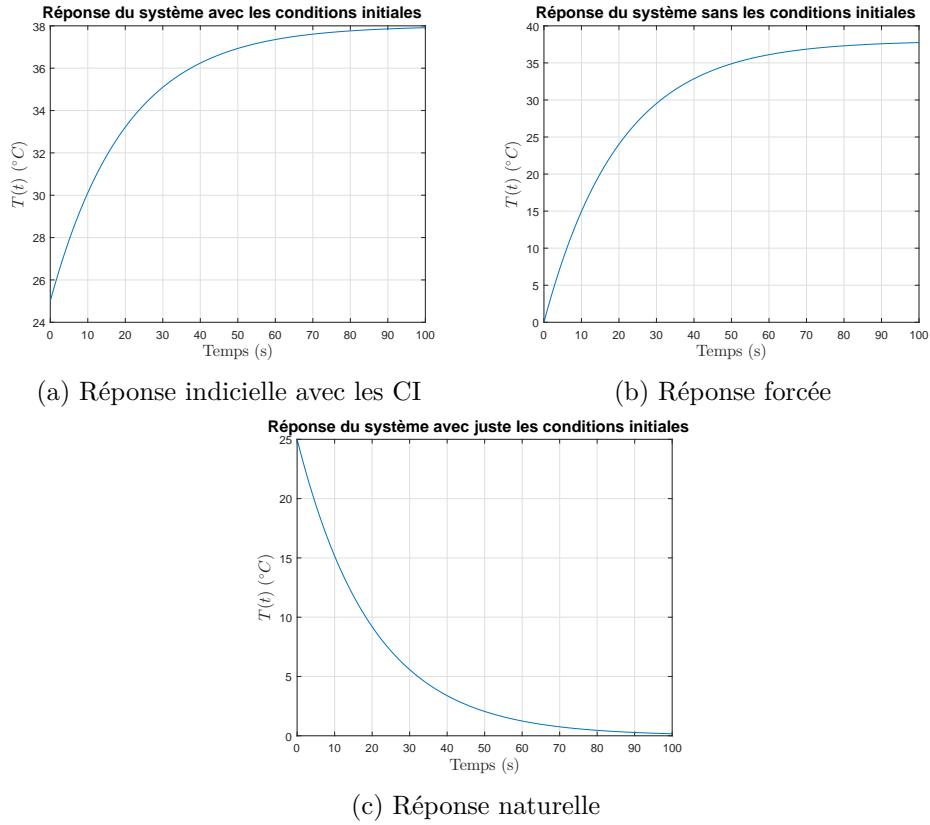 Réponse du système avec les conditions initiales
38
36
34
32
30
28
26
24
T(t) (°C)
0 10 20 30 40 50 60 70 80 90 100
Temps (s)
(a) Réponse indicielle avec les CI
Réponse du système sans les conditions initiales
40
35
30
25
20
15
10
5
0
T(t) (°C)
0 10 20 30 40 50 60 70 80 90 100
Temps (s)
(b) Réponse forcée
Réponse du système avec juste les conditions initiales
25
20
15
10
5
0
T(t) (°C)
0 10 20 30 40 50 60 70 80 90 100
Temps (s)
(c) Réponse naturelle